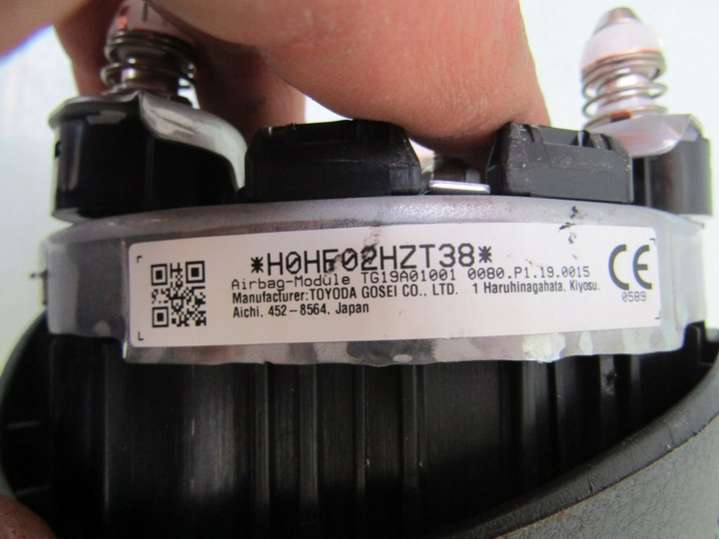 *H0HF02HZT38*
Airbag-Module TG19A01001 0080.P1.19.0015
Manufacturer:TOYODA GOSEI CO., LTD. 1 Haruhinagahata, Kiyosu.
Aichi, 452-8564, Japan
CE
0589